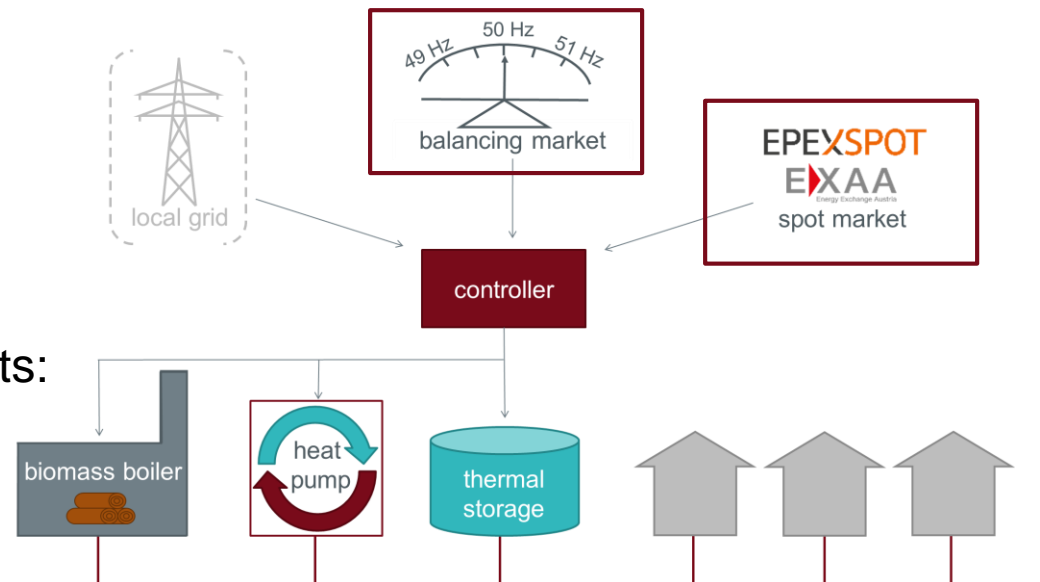 49 Hz
50 Hz
51 Hz
balancing market
local grid
EPEXSPOT
EXAA
Energy Exchange Austria
spot market
controller
ts:
biomass boiler
heat
pump
thermal
storage